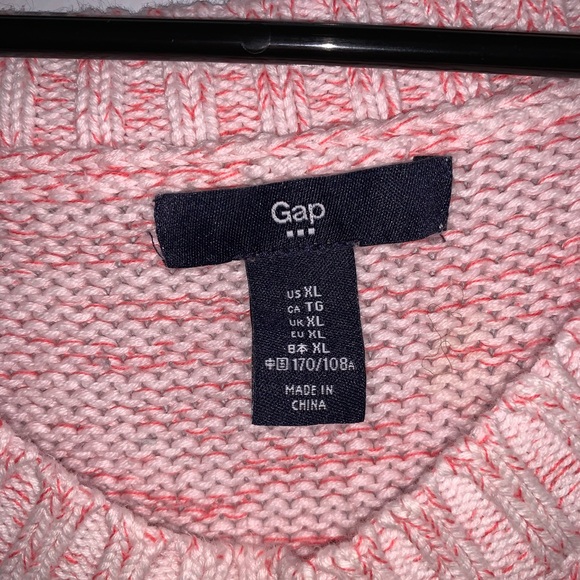 Gap
US XL
CA TG
UK XL
EU XL
日本 XL
中国 170/108A
MADE IN
CHINA